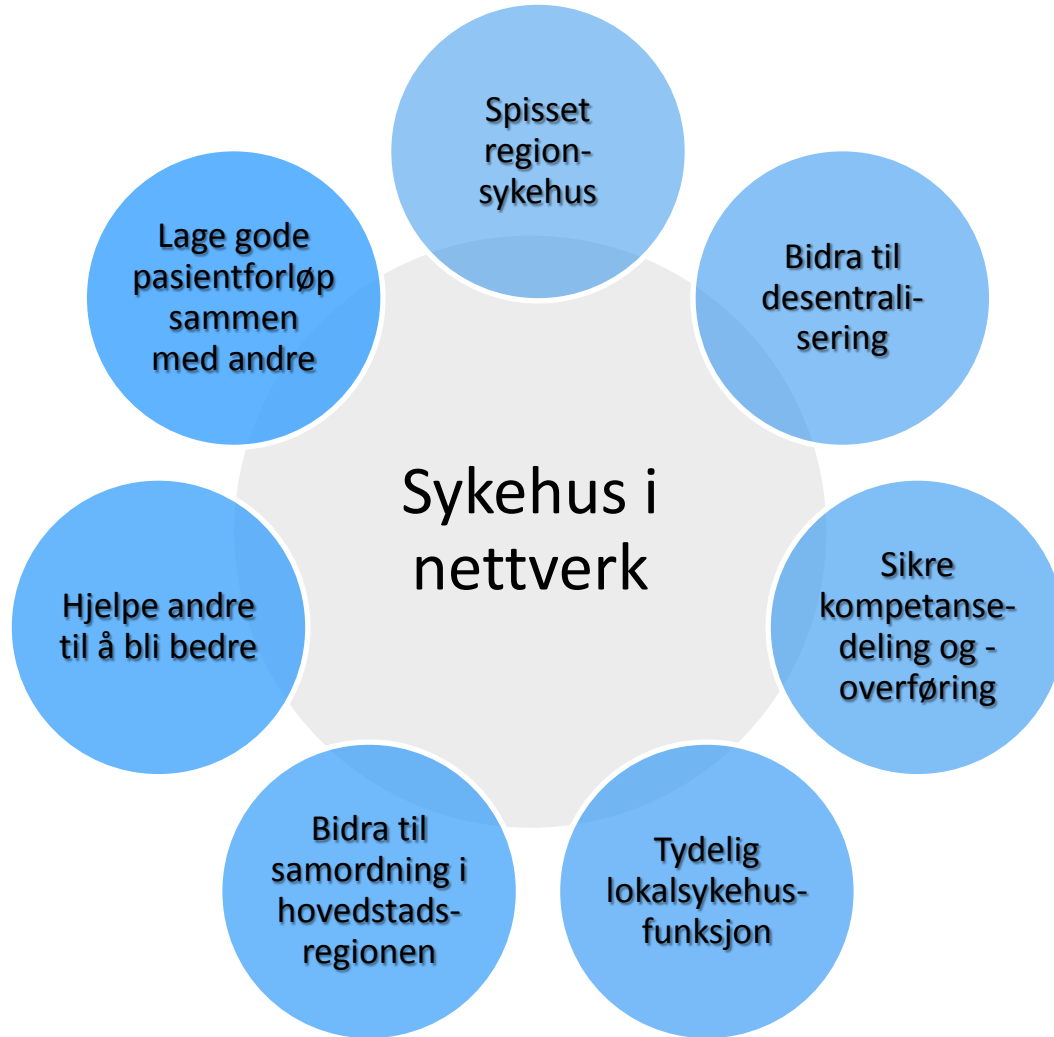 Spisset
region-
sykehus
Bidra til
desentrali-
sering
Sikre
kompetanse-
deling og -
overføring
Tydelig
lokalsykehus-
funksjon
Bidra til
samordning i
hovedstads-
regionen
Hjelpe andre
til å bli bedre
Lage gode
pasientforløp
sammen
med andre
Sykehus i
nettverk